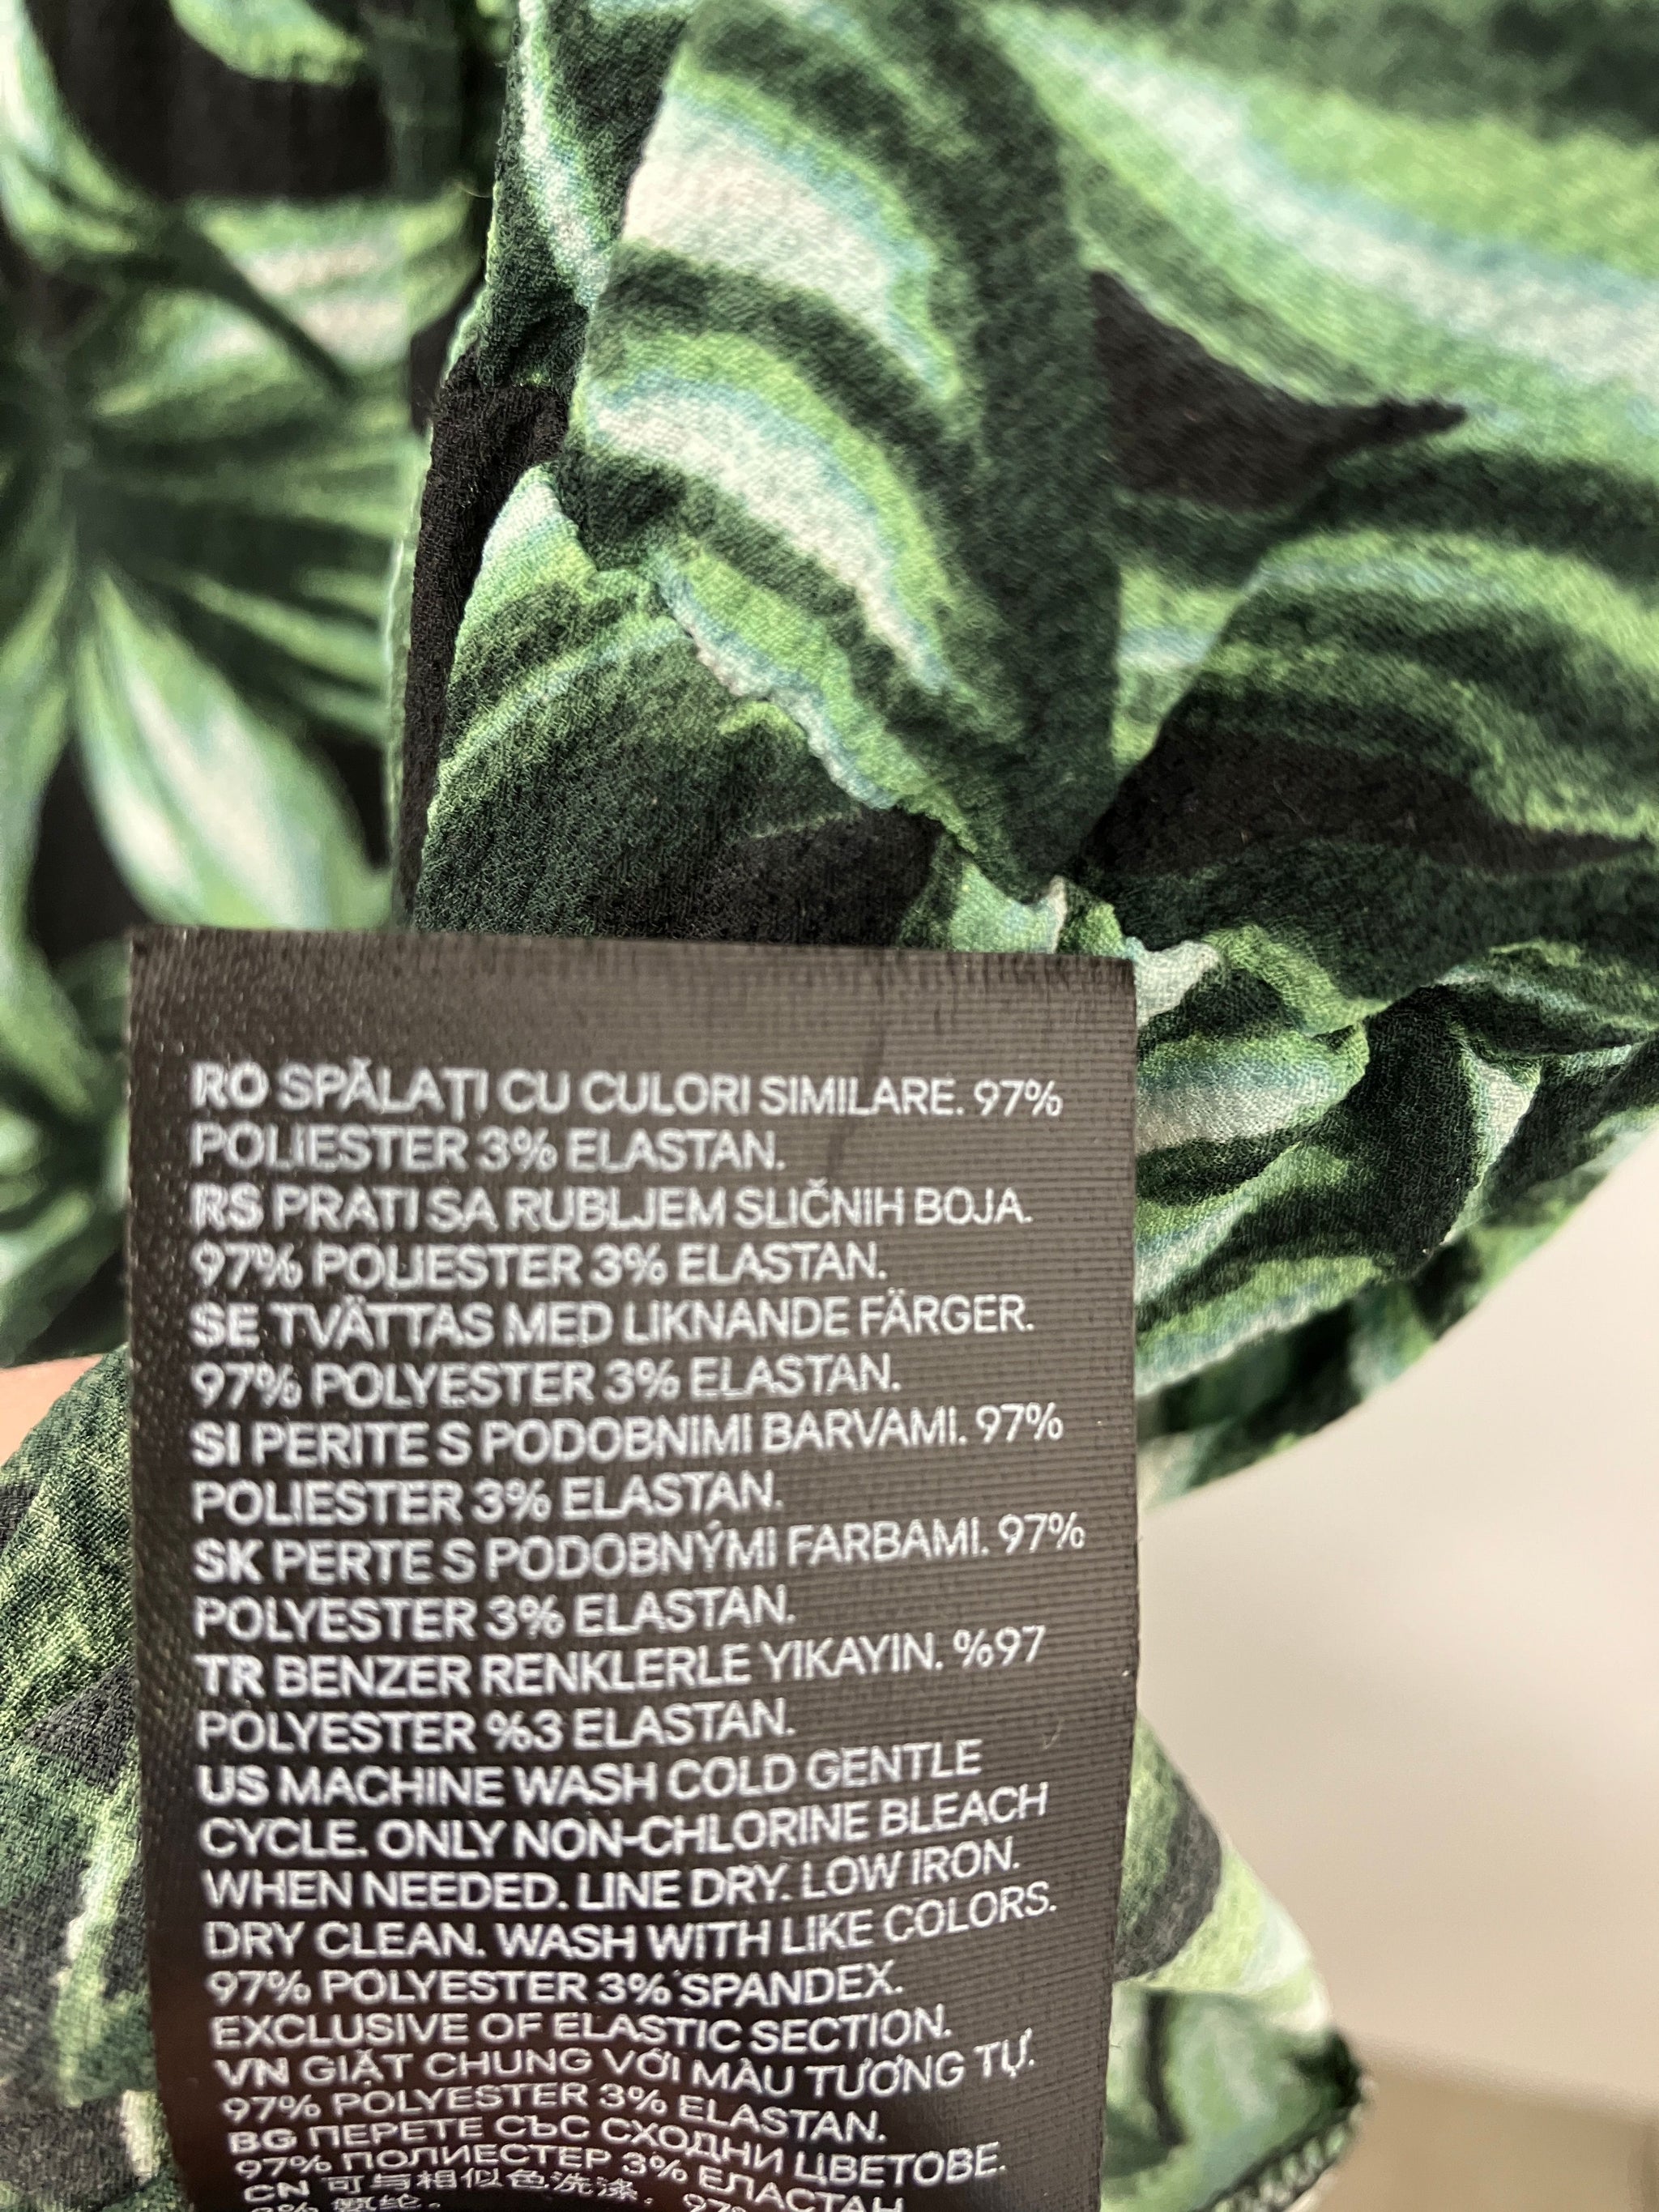 RO SPĂLAȚI CU CULORI SIMILARE. 97%
POLIESTER 3% ELASTAN.
RS PRATI SA RUBLJEM SLIČNIH BOJA.
97% POLIESTER 3% ELASTAN.
SE TVÄTTAS MED LIKNANDE FÄRGER.
97% POLYESTER 3% ELASTAN.
SI PERITE S PODOBNIMI BARVAMI. 97%
POLIESTER 3% ELASTAN.
SK PERTE S PODOBNÝMI FARBAMI. 97%
POLYESTER 3% ELASTAN.
TR BENZER RENKLERLE YIKAYIN. %97
POLYESTER %3 ELASTAN.
US MACHINE WASH COLD GENTLE
CYCLE. ONLY NON-CHLORINE BLEACH
WHEN NEEDED. LINE DRY. LOW IRON.
DRY CLEAN. WASH WITH LIKE COLORS.
97% POLYESTER 3% SPANDEX.
EXCLUSIVE OF ELASTIC SECTION.
VN GIẶT CHUNG VỚI MÀU TƯƠNG TỰ.
97% POLYESTER 3% ELASTAN.
BG ПЕРЕТЕ СЪС СХОДНИ ЦВЕТОВЕ.
97% ПОЛИЕСТЕР 3% ЕЛАСТАН
CN 可与相似色洗涤. 97%
3% 氨纶.